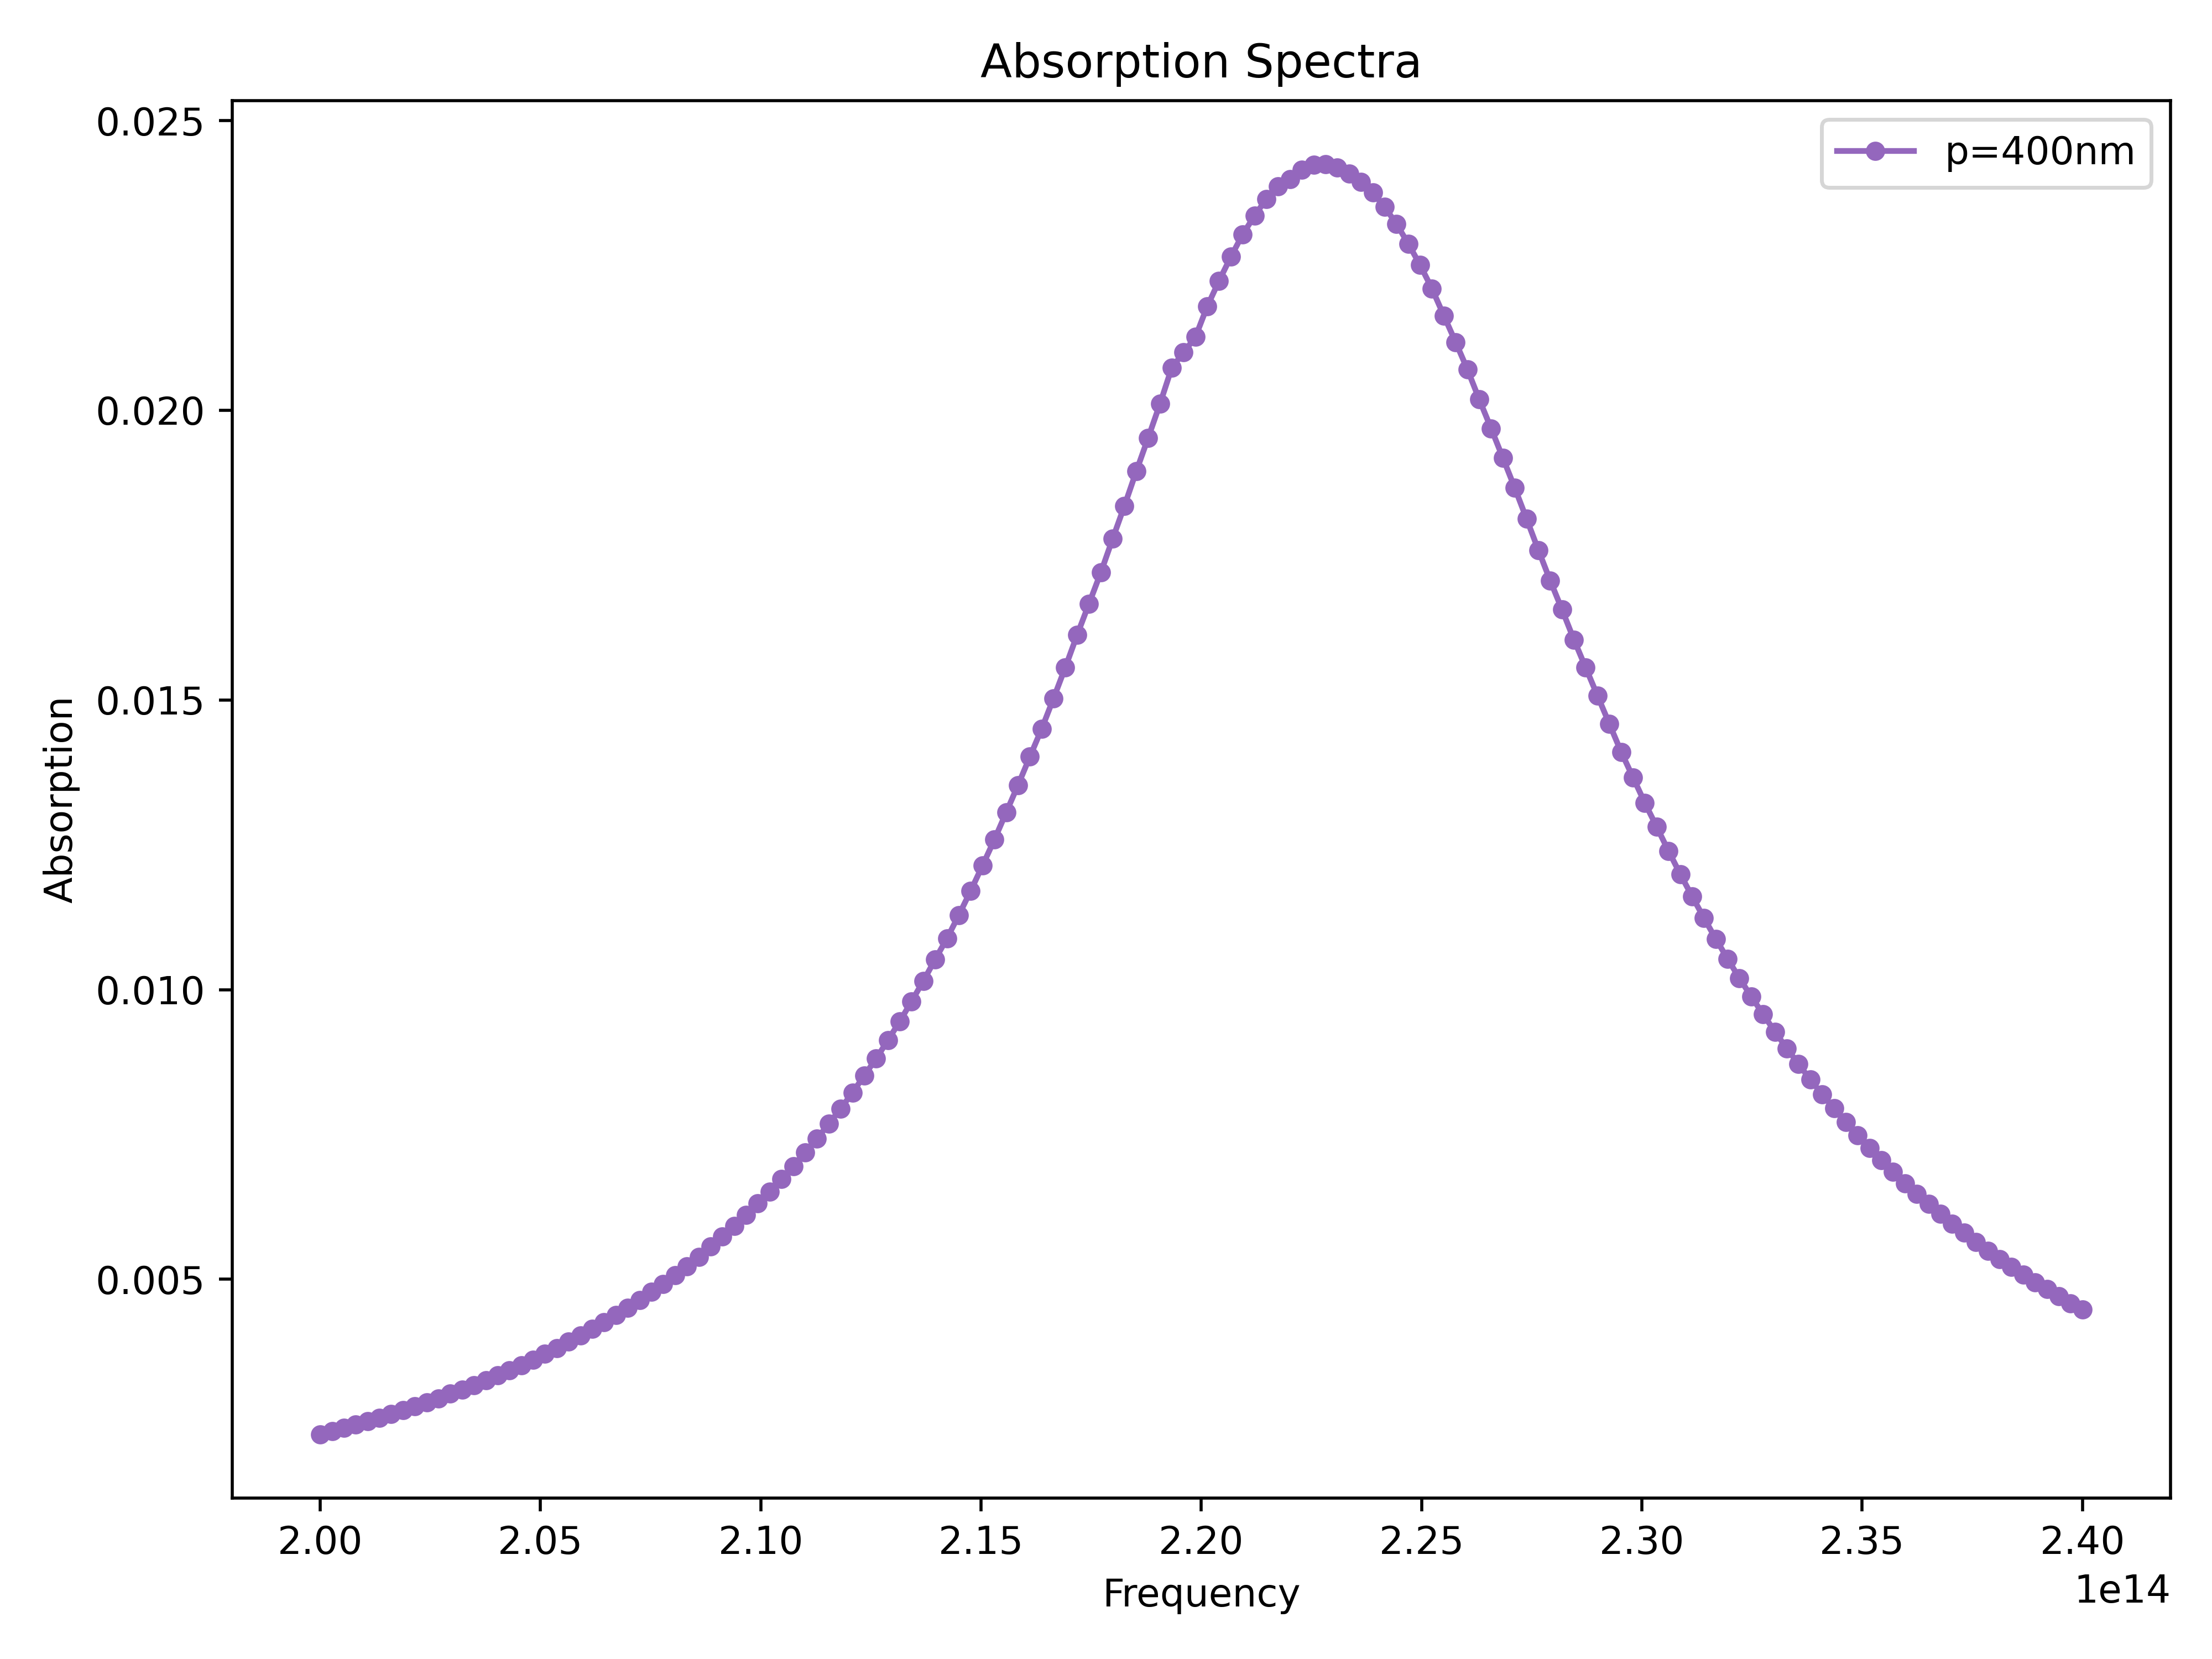 Absorption Spectra
p=400nm
Absorption
0.025
0.020
0.015
0.010
0.005
2.00 2.05 2.10 2.15 2.20 2.25 2.30 2.35 2.40
1e14
Frequency